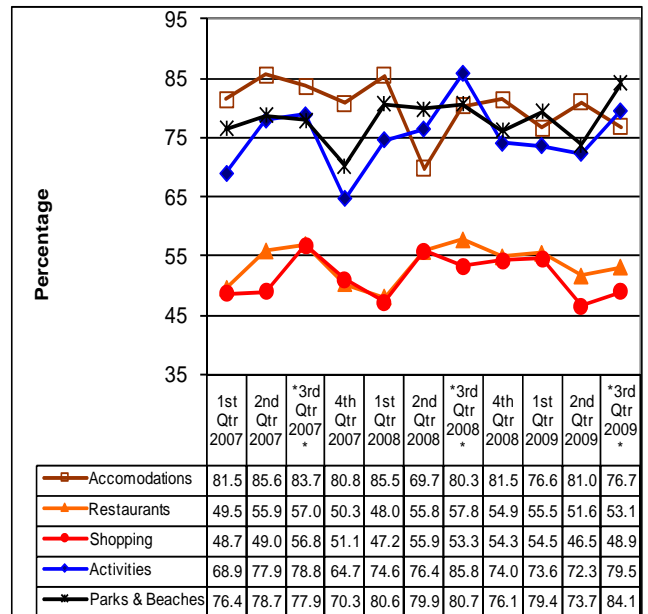 95
85
75
65
55
45
35
Percentage
1st Qtr 2007 2nd Qtr 2007 *3rd Qtr 2007 * 4th Qtr 2007 1st Qtr 2008 2nd Qtr 2008 *3rd Qtr 2008 * 4th Qtr 2008 1st Qtr 2009 2nd Qtr 2009 *3rd Qtr 2009 *
Accomodations 81.5 85.6 83.7 80.8 85.5 69.7 80.3 81.5 76.6 81.0 76.7
Restaurants 49.5 55.9 57.0 50.3 48.0 55.8 57.8 54.9 55.5 51.6 53.1
Shopping 48.7 49.0 56.8 51.1 47.2 55.9 53.3 54.3 54.5 46.5 48.9
Activities 68.9 77.9 78.8 64.7 74.6 76.4 85.8 74.0 73.6 72.3 79.5
Parks & Beaches 76.4 78.7 77.9 70.3 80.6 79.9 80.7 76.1 79.4 73.7 84.1